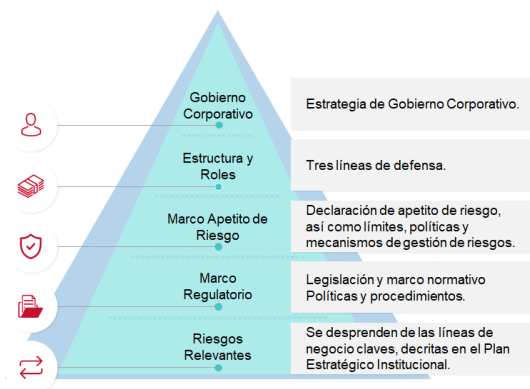 Gobierno
Corporativo
Estrategia de Gobierno Corporativo.
Estructura y
Roles
Tres líneas de defensa.
Marco Apetito de
Riesgo
Declaración de apetito de riesgo,
así como límites, políticas y
mecanismos de gestión de riesgos.
Marco
Regulatorio
Legislación y marco normativo
Políticas y procedimientos.
Riesgos
Relevantes
Se desprenden de las líneas de
negocio claves, decritas en el Plan
Estratégico Institucional.